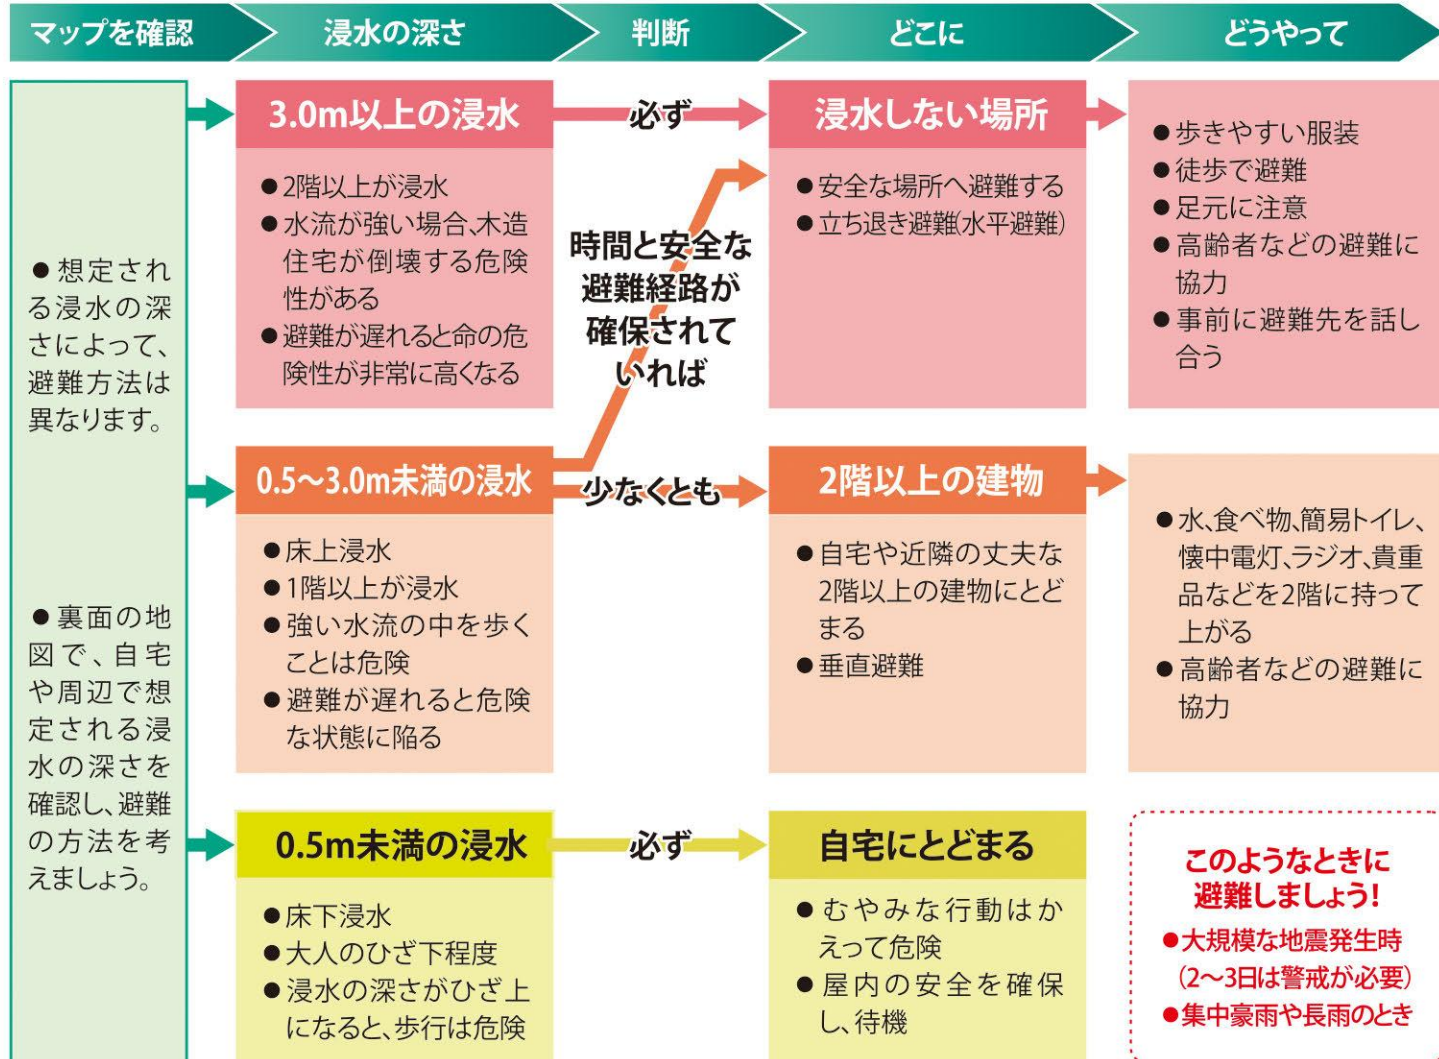 マップを確認
浸水の深さ
判断
どこに
どうやって
●想定され
る浸水の深
さによって、
避難方法は
異なります。
●裏面の地
図で、自宅
や周辺で想
定される浸
水の深さを
確認し、避難
の方法を考
えましょう。
3.0m以上の浸水
●2階以上が浸水
●水流が強い場合、木造
住宅が倒壊する危険
性がある
●避難が遅れると命の危
険性が非常に高くなる
必ず
浸水しない場所
●安全な場所へ避難する
●立ち退き避難(水平避難)
●歩きやすい服装
●徒歩で避難
●足元に注意
●高齢者などの避難に
協力
●事前に避難先を話し
合う
時間と安全な
避難経路が
確保されて
いれば
0.5〜3.0m未満の浸水
●床上浸水
●1階以上が浸水
●強い水流の中を歩く
ことは危険
●避難が遅れると危険
な状態に陥る
少なくとも
2階以上の建物
●自宅や近隣の丈夫な
2階以上の建物にとど
まる
●垂直避難
●水、食べ物、簡易トイレ、
懐中電灯、ラジオ、貴重
品などを2階に持って
上がる
●高齢者などの避難に
協力
0.5m未満の浸水
●床下浸水
●大人のひざ下程度
●浸水の深さがひざ上
になると、歩行は危険
必ず
自宅にとどまる
●むやみな行動はか
えって危険
●屋内の安全を確保
し、待機
このようなときに
避難しましょう!
●大規模な地震発生時
(2〜3日は警戒が必要)
●集中豪雨や長雨のとき